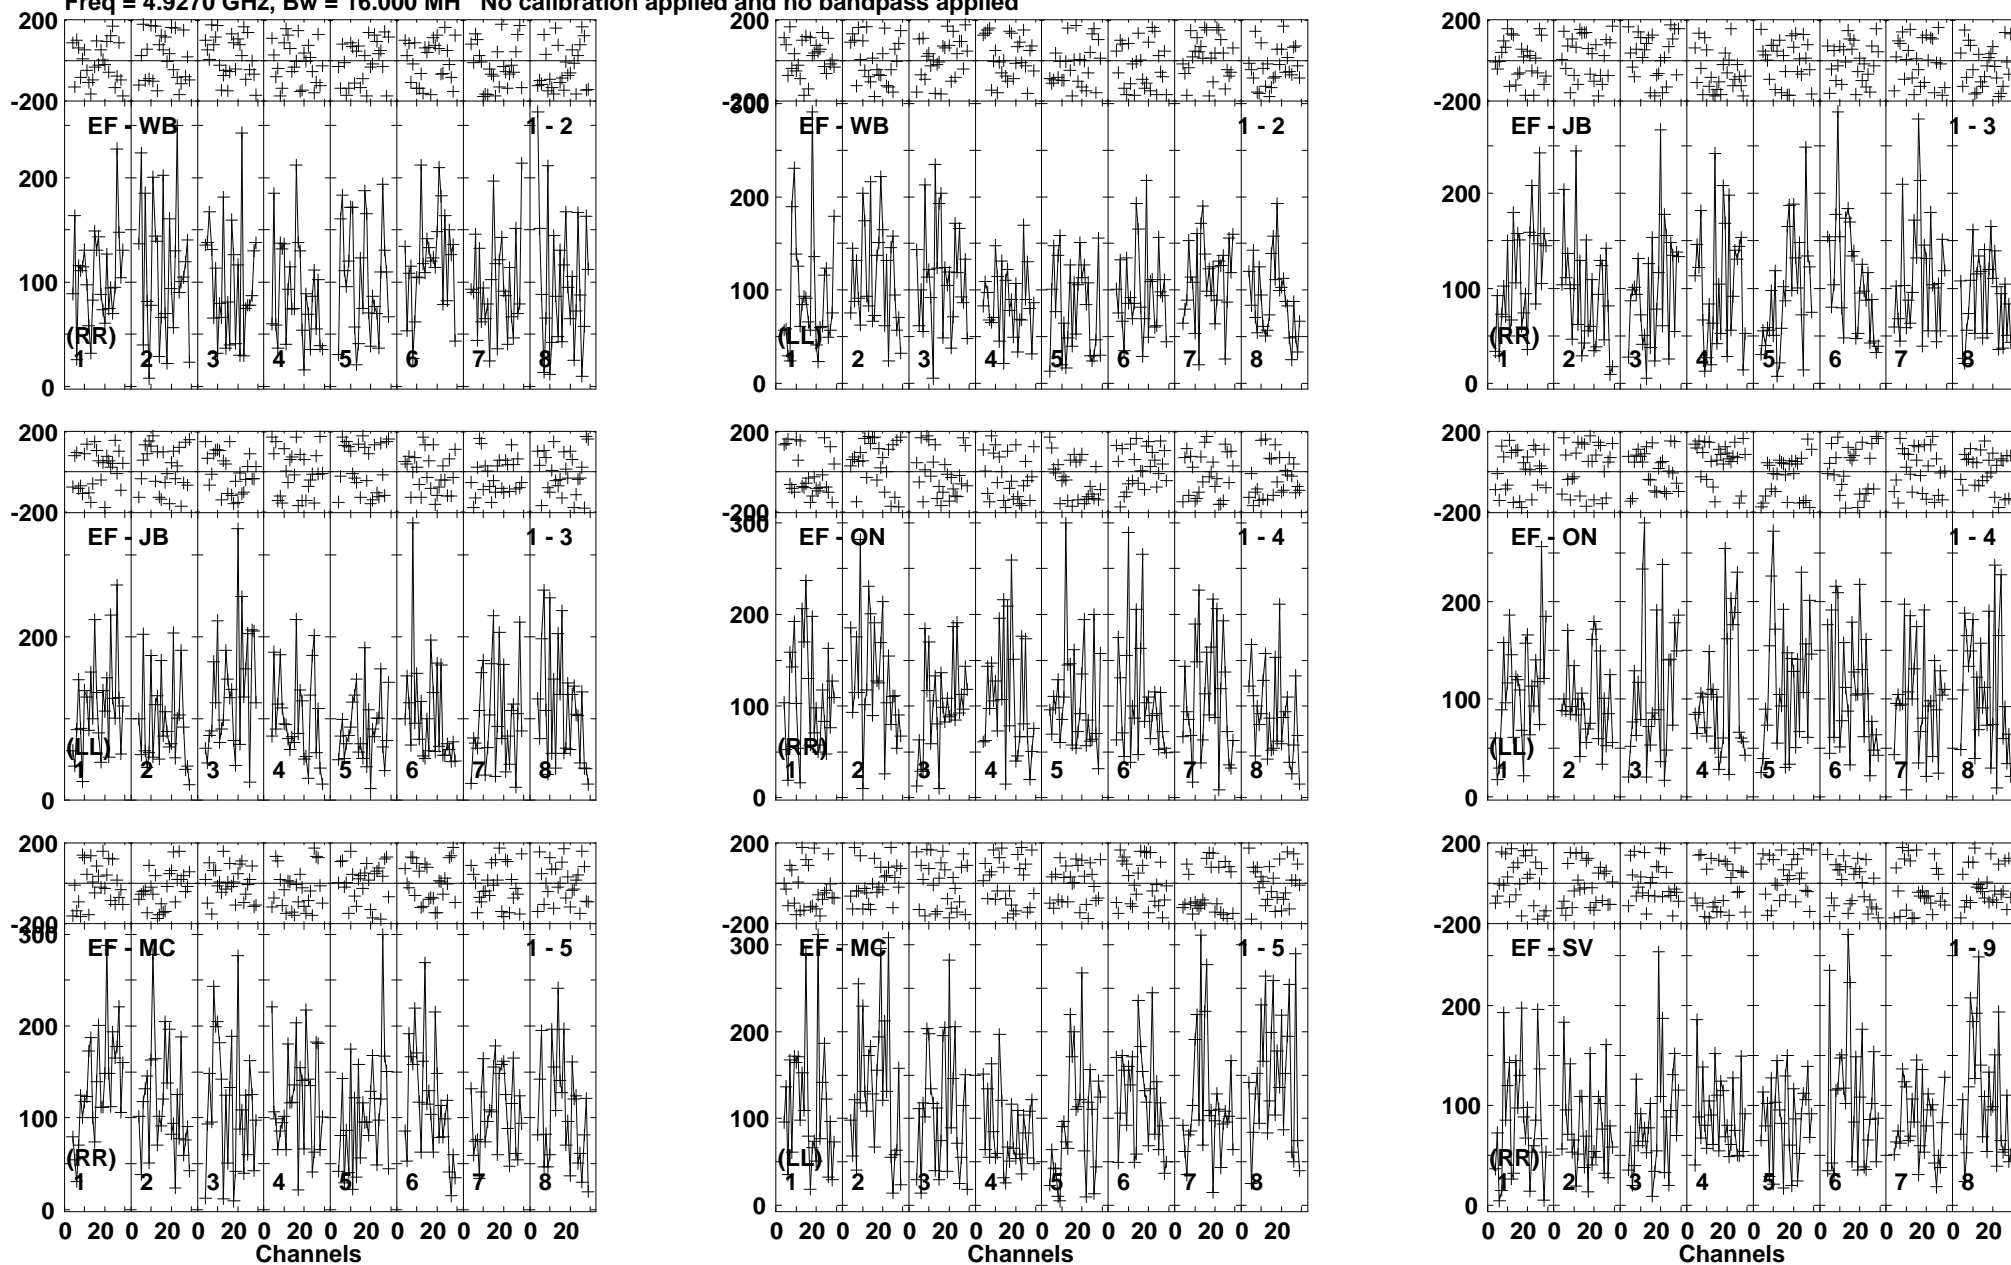 Freq = 4.9270 GHz, Bw = 16.000 MH No calibration applied and no bandpass applied
200 200 200
-200 -200 -200
300
EF - WB 1 - 2 EF - WB 1 - 2 EF - JB 1 - 3
200 200 200
100 100 100
(RR) (LL) (RR)
1 2 3 4 5 6 7 8 1 2 3 4 5 6 7 8 1 2 3 4 5 6 7 8
0 0 0
200 200 200
-200 -200 -200
300
EF - JB 1 - 3 EF - ON 1 - 4 EF - ON 1 - 4
200 200 200
100 100
(LL) (RR) (LL)
1 2 3 4 5 6 7 8 1 2 3 4 5 6 7 8 1 2 3 4 5 6 7 8
0 0 0
200 200 200
-200 -200 -200
300 300
EF - MC 1 - 5 EF - MC 1 - 5 EF - SV 1 - 9
200 200 200
100 100 100
(RR) (LL) (RR)
1 2 3 4 5 6 7 8 1 2 3 4 5 6 7 8 1 2 3 4 5 6 7 8
0 0 0
0 20 0 20 0 20 0 20 0 20 0 20 0 20 0 20 0 20 0 20 0 20 0 20 0 20 0 20 0 20 0 20 0 20 0 20 0 20 0 20 0 20 0 20 0 20 0 20
Channels Channels Channels